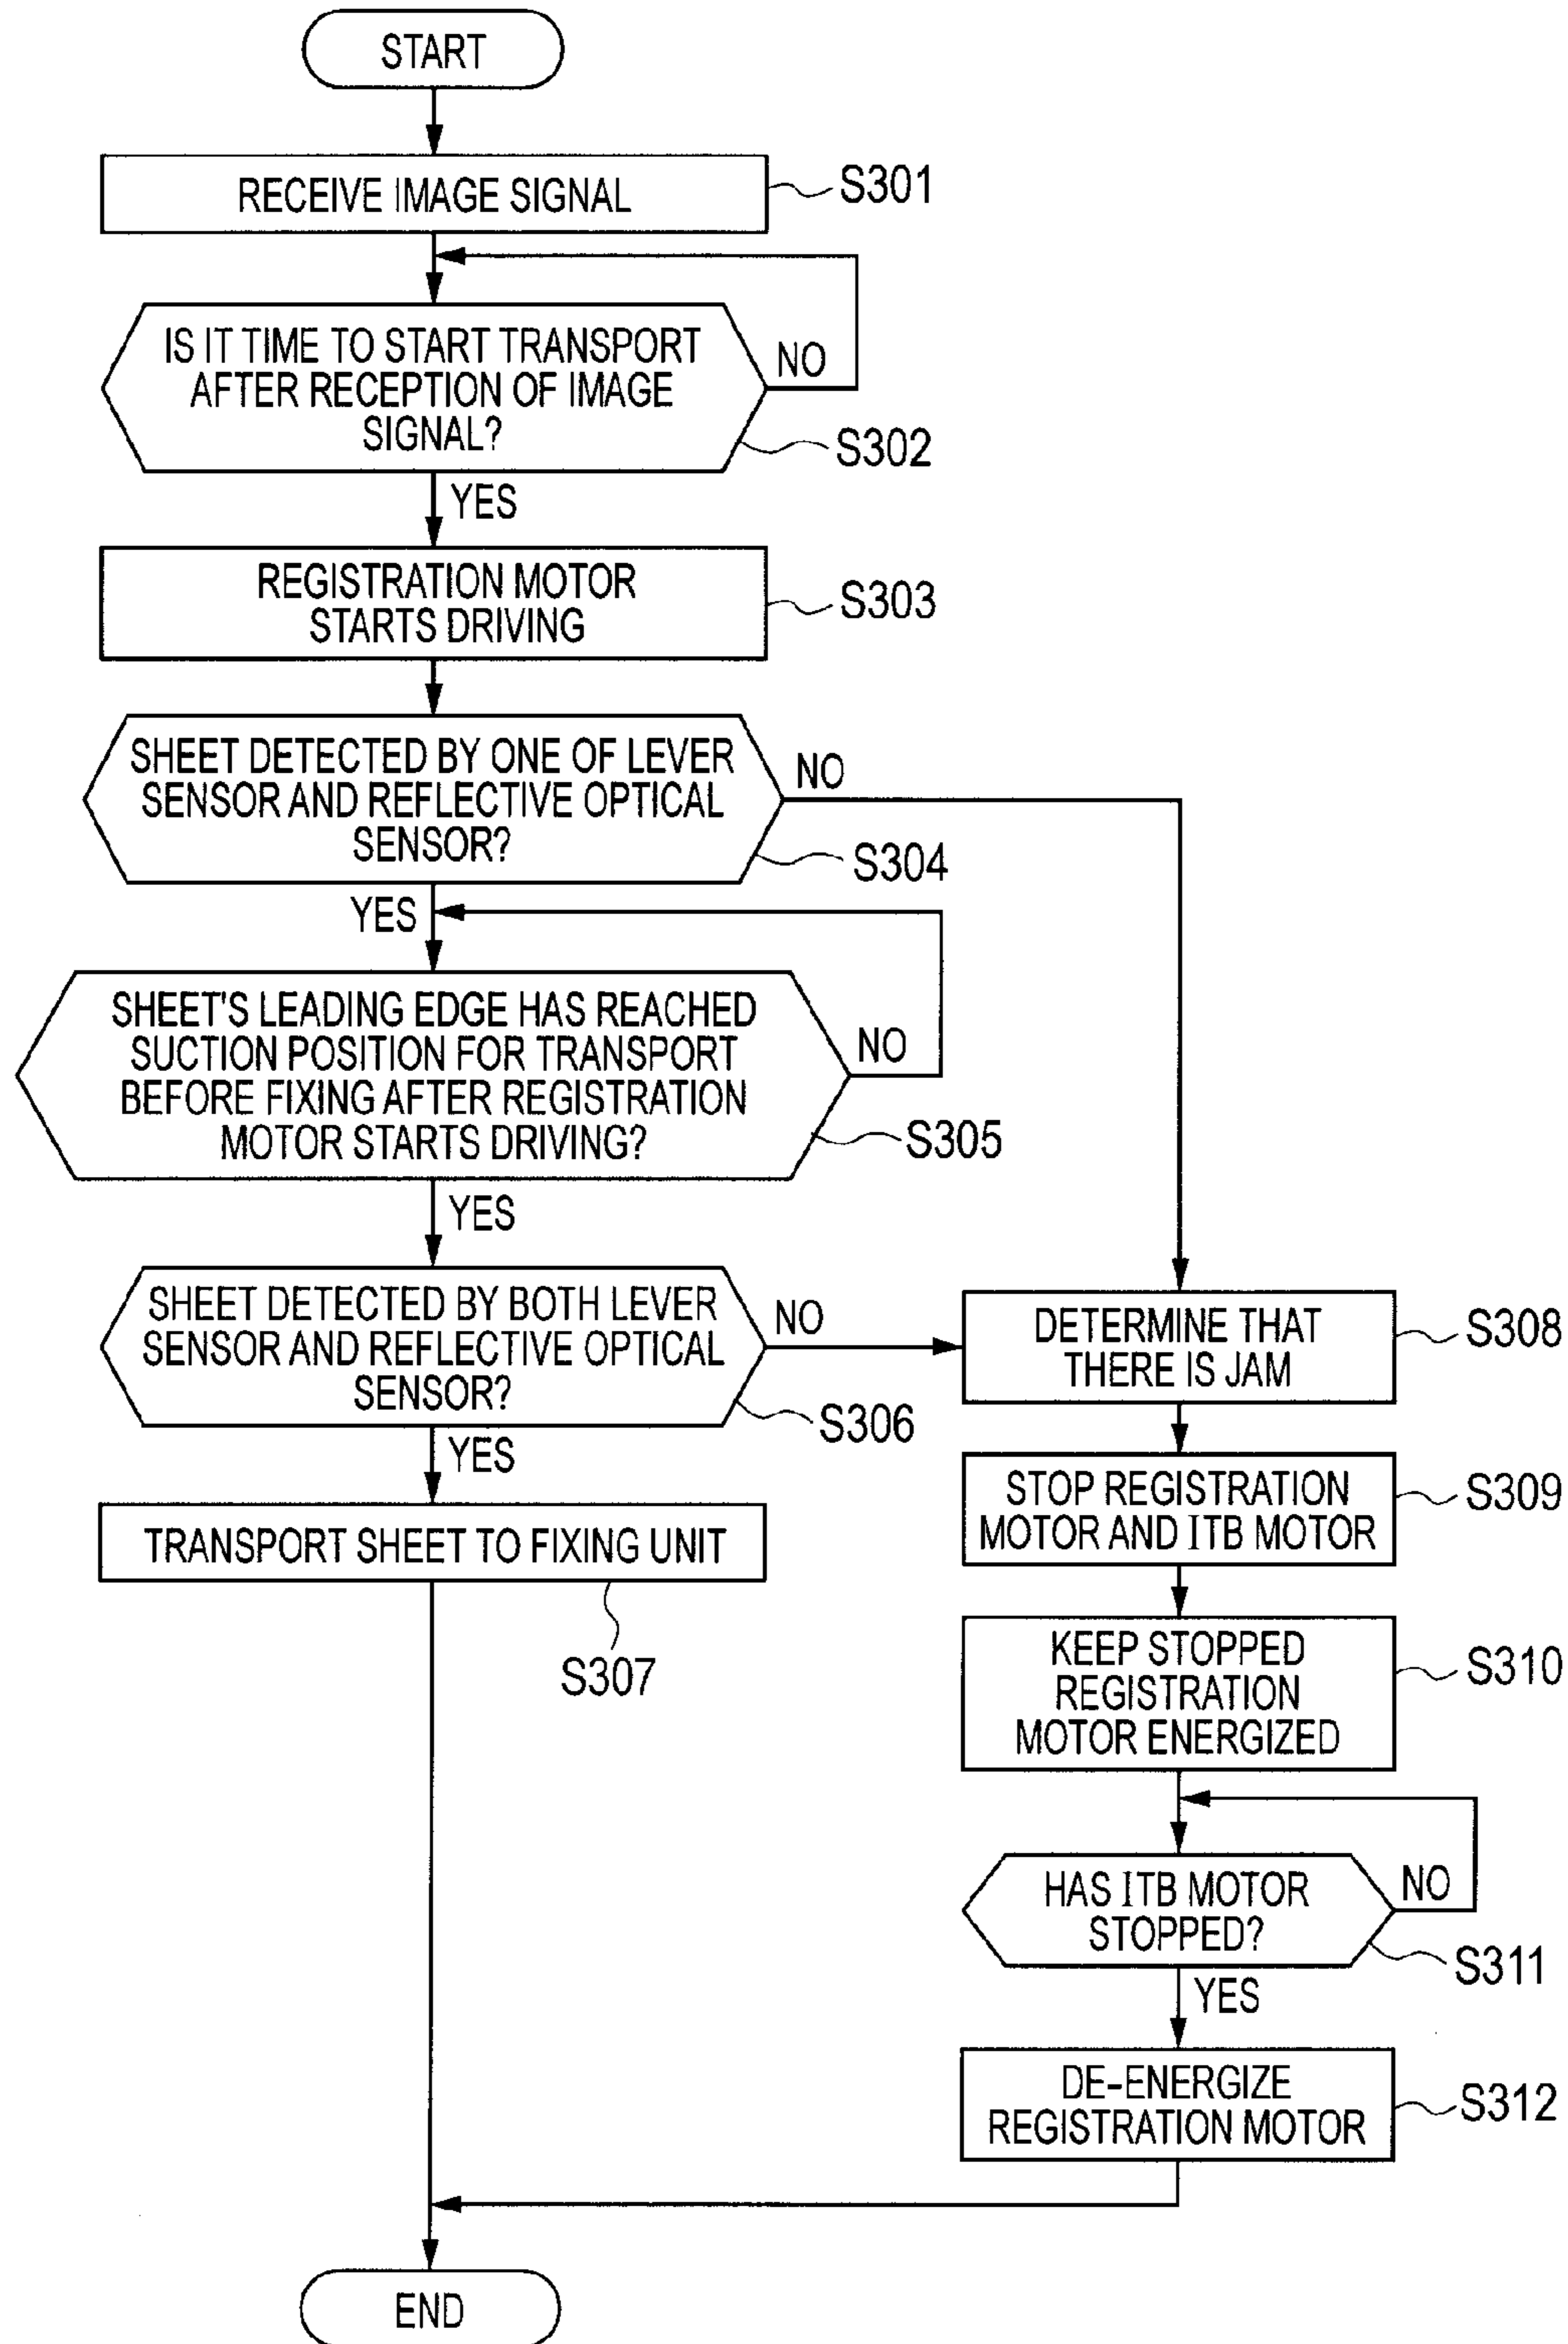 START
RECEIVE IMAGE SIGNAL
S301
IS IT TIME TO START TRANSPORT
AFTER RECEPTION OF IMAGE
SIGNAL?
NO
S302
YES
REGISTRATION MOTOR
STARTS DRIVING
S303
SHEET DETECTED BY ONE OF LEVER
SENSOR AND REFLECTIVE OPTICAL
SENSOR?
NO
S304
YES
SHEET'S LEADING EDGE HAS REACHED
SUCTION POSITION FOR TRANSPORT
BEFORE FIXING AFTER REGISTRATION
MOTOR STARTS DRIVING?
NO
S305
YES
SHEET DETECTED BY BOTH LEVER
SENSOR AND REFLECTIVE OPTICAL
SENSOR?
NO
S306
YES
TRANSPORT SHEET TO FIXING UNIT
S307
DETERMINE THAT
THERE IS JAM
S308
STOP REGISTRATION
MOTOR AND ITB MOTOR
S309
KEEP STOPPED
REGISTRATION
MOTOR ENERGIZED
S310
HAS ITB MOTOR
STOPPED?
NO
S311
YES
DE-ENERGIZE
REGISTRATION MOTOR
S312
END